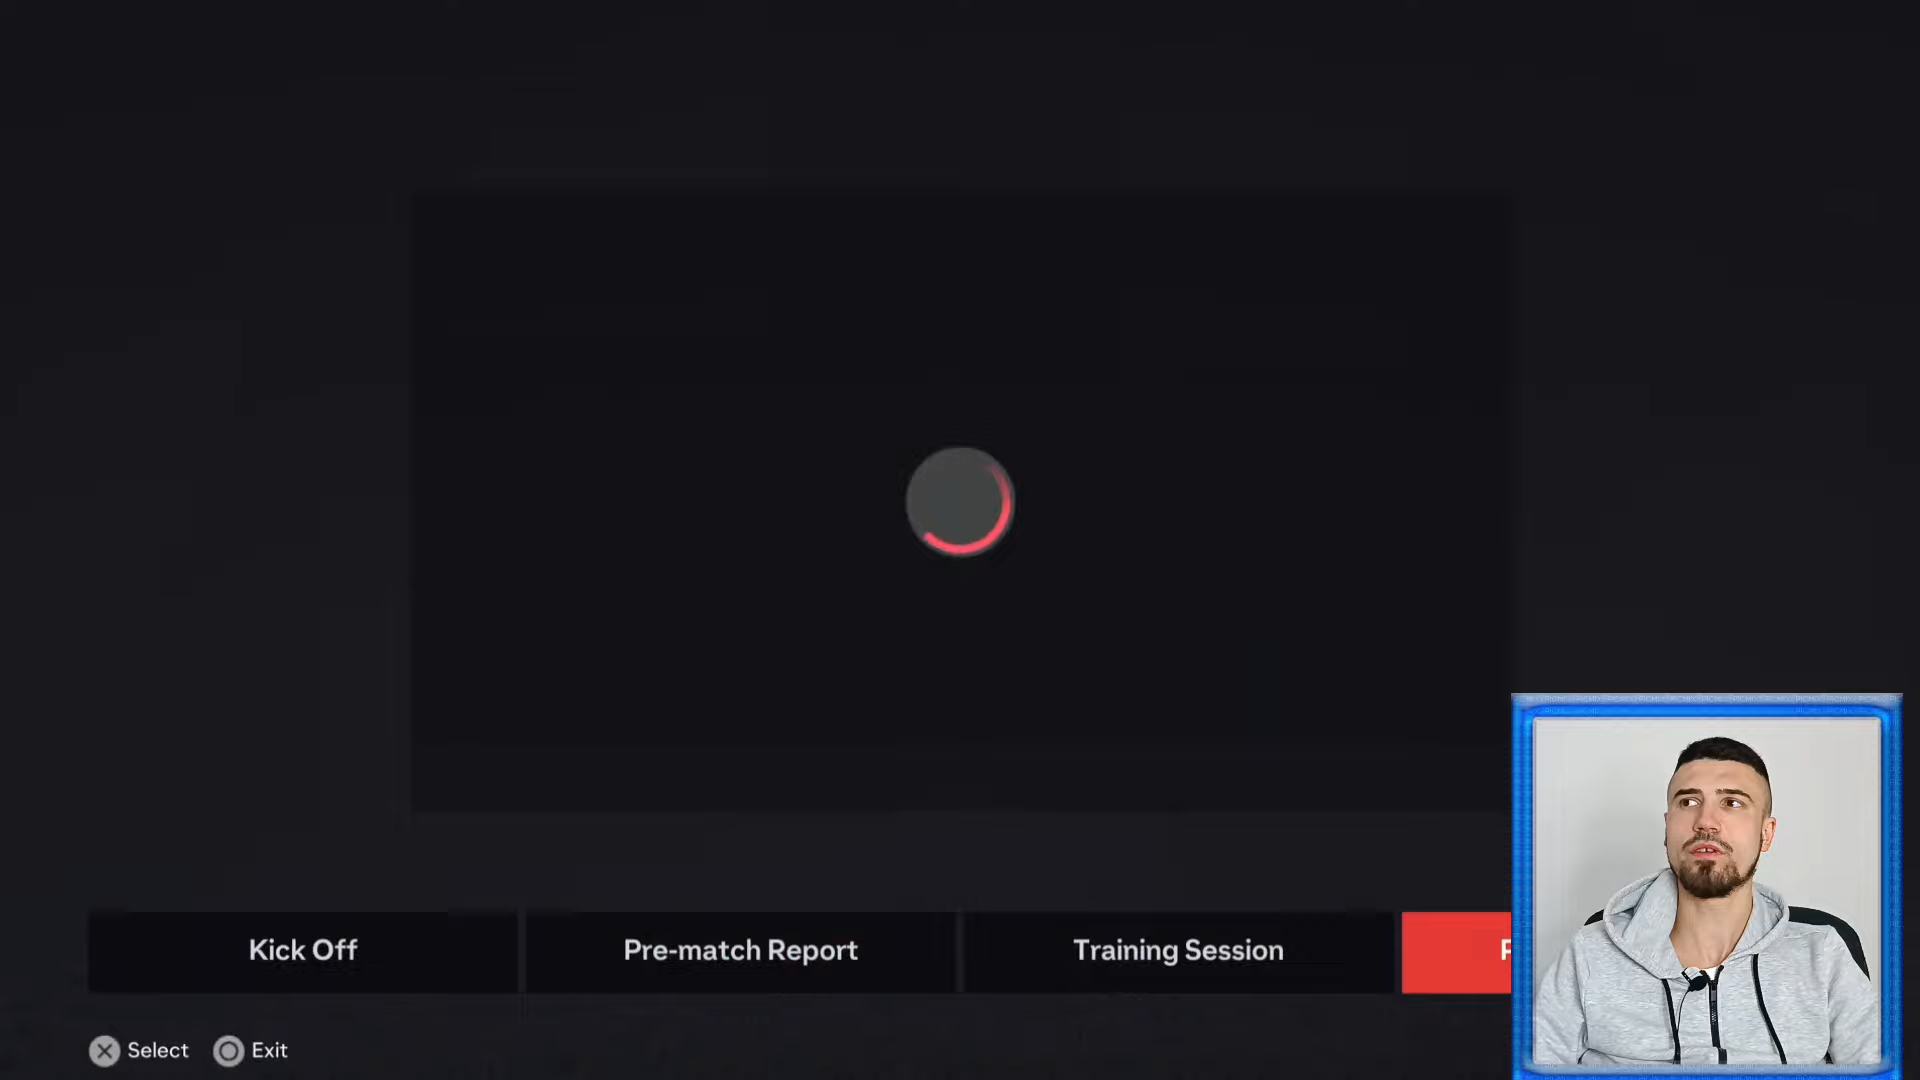 Kick Off
Pre-match Report
Training Session
Select
Exit